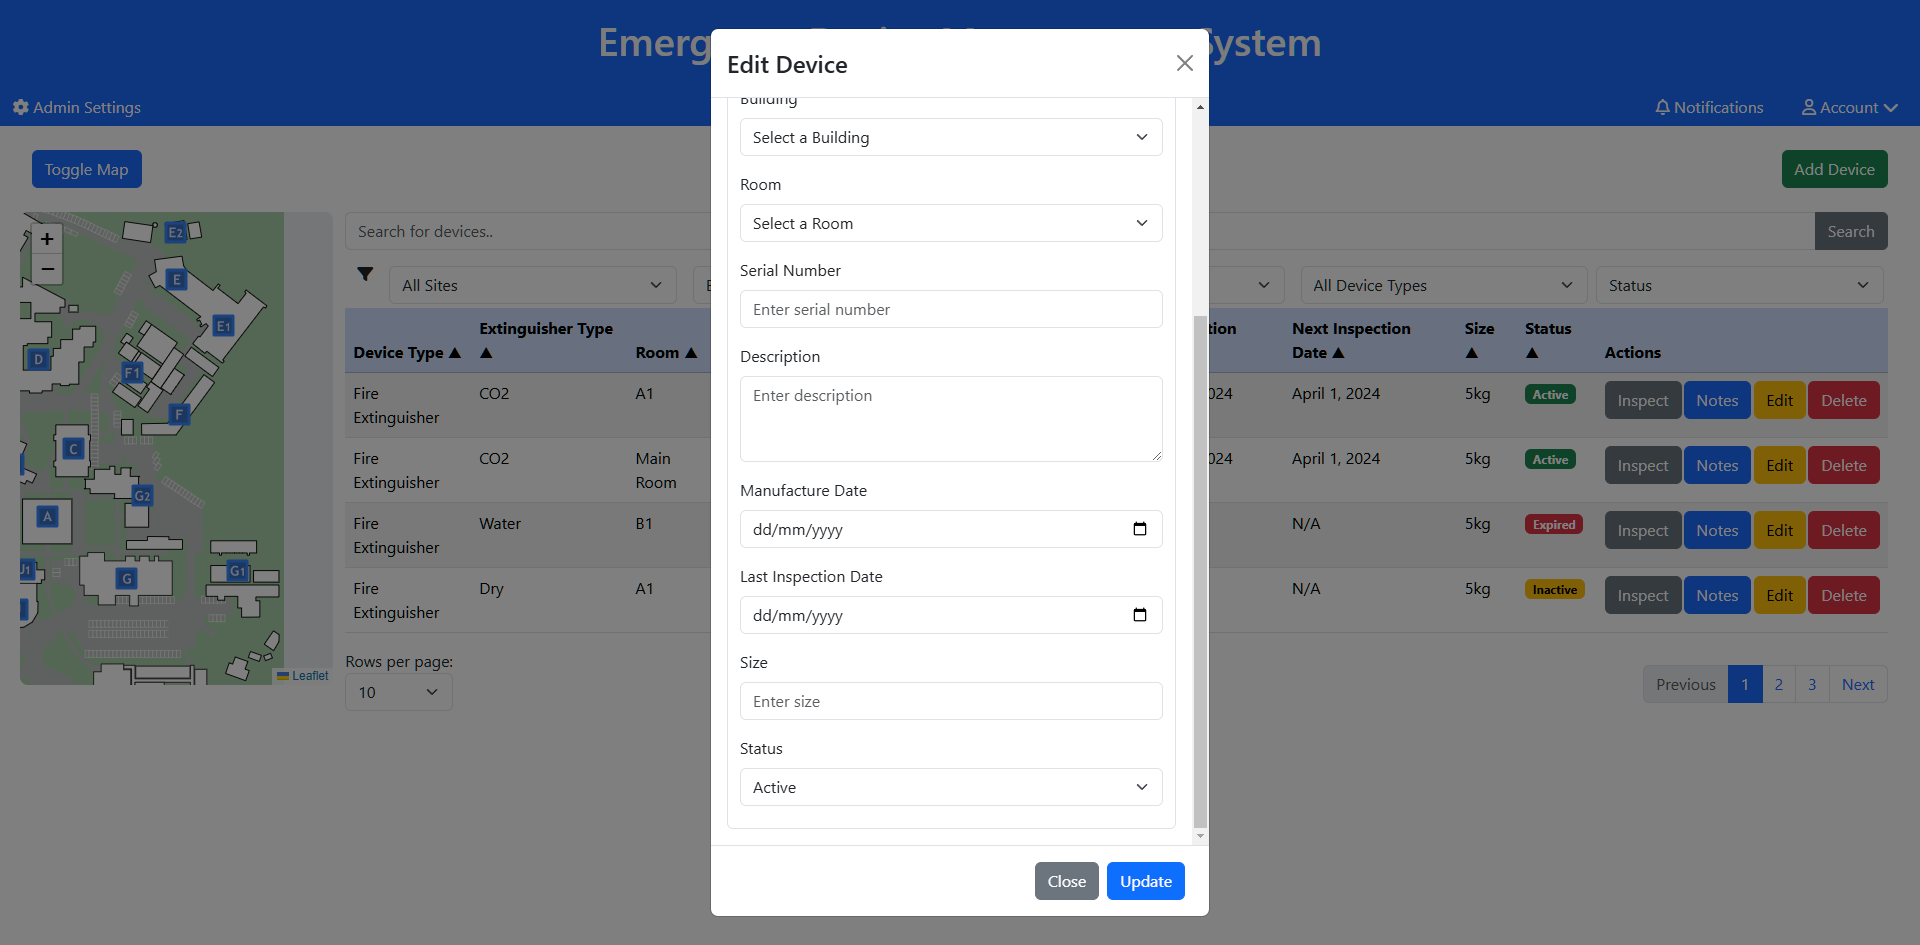 Emerg
System
Admin Settings
Notifications
Account
Toggle Map
Add Device
E2
E
E1
D
F1
F
C
G2
A
J1
G
G1
+
−
Leaflet
Search for devices..
Search
All Sites
All Device Types
Status
Device Type ▲
Extinguisher Type ▲
Room ▲
Next Inspection Date ▲
Size ▲
Status ▲
Actions
Fire Extinguisher
CO2
A1
April 1, 2024
5kg
Active
Inspect
Notes
Edit
Delete
Fire Extinguisher
CO2
Main Room
April 1, 2024
5kg
Active
Inspect
Notes
Edit
Delete
Fire Extinguisher
Water
B1
N/A
5kg
Expired
Inspect
Notes
Edit
Delete
Fire Extinguisher
Dry
A1
N/A
5kg
Inactive
Inspect
Notes
Edit
Delete
Rows per page:
10
Previous
1
2
3
Next
Edit Device
Building
Select a Building
Room
Select a Room
Serial Number
Enter serial number
Description
Enter description
Manufacture Date
dd/mm/yyyy
Last Inspection Date
dd/mm/yyyy
Size
Enter size
Status
Active
Close
Update